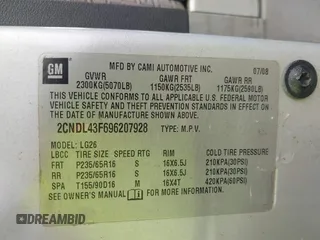 GM
MFD BY CAMI AUTOMOTIVE INC.
07/08
GVWR GAWR FRT GAWR RR
2300KG(5070LB) 1150KG(2535LB) 1175KG(2590LB)
THIS VEHICLE CONFORMS TO ALL APPLICABLE U.S. FEDERAL MOTOR
VEHICLE SAFETY AND THEFT PREVENTION STANDARDS IN EFFECT ON
THE DATE OF MANUFACTURE SHOWN ABOVE.
2CNDL43F696207928 TYPE: M.P.V.
MODEL: LG26
LBCC TIRE SIZE SPEED RTG RIM COLD TIRE PRESSURE
FRT P235/65R16 S 16X6.5J 210KPA(30PSI)
RR P235/65R16 S 16X6.5J 210KPA(30PSI)
SPA T155/90D16 M 16X4T 420KPA(60PSI)
SEE OWNER'S MANUAL FOR ADDITIONAL INFORMATION
AUTOBIDMASTER